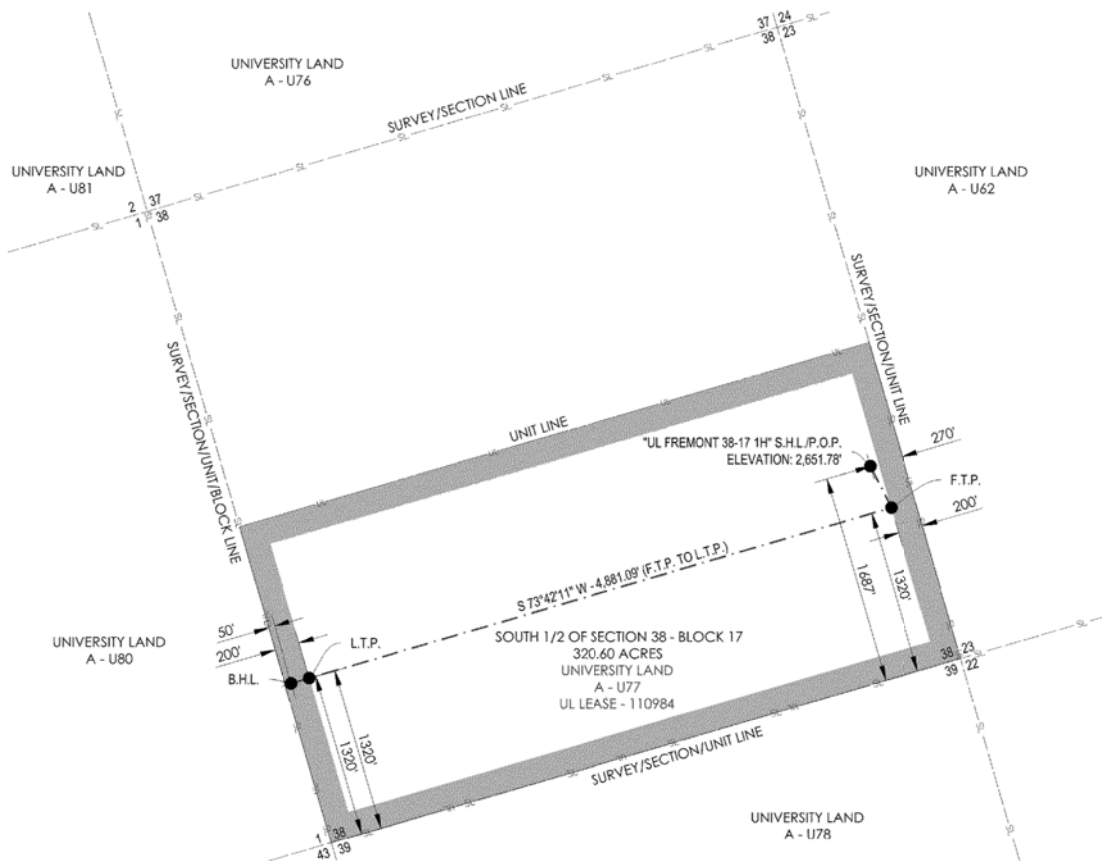 37 24
38 23
UNIVERSITY LAND
A - U76
SURVEY/SECTION LINE
UNIVERSITY LAND
A - U81
2 37
1 38
UNIVERSITY LAND
A - U62
SURVEY/SECTION/UNIT/BLOCK LINE
SURVEY/SECTION/UNIT LINE
UNIT LINE
"UL FREMONT 38-17 1H" S.H.L./P.O.P.
ELEVATION: 2,651.78'
270'
F.T.P.
200'
S 73°42'11" W - 4,881.09' (F.T.P. TO L.T.P.)
1687'
1320'
50'
200'
L.T.P.
B.H.L.
UNIVERSITY LAND
A - U80
SOUTH 1/2 OF SECTION 38 - BLOCK 17
320.60 ACRES
UNIVERSITY LAND
A - U77
UL LEASE - 110984
38 23
39 22
1320'
1320'
SURVEY/SECTION/UNIT LINE
1 38
43 39
UNIVERSITY LAND
A - U78